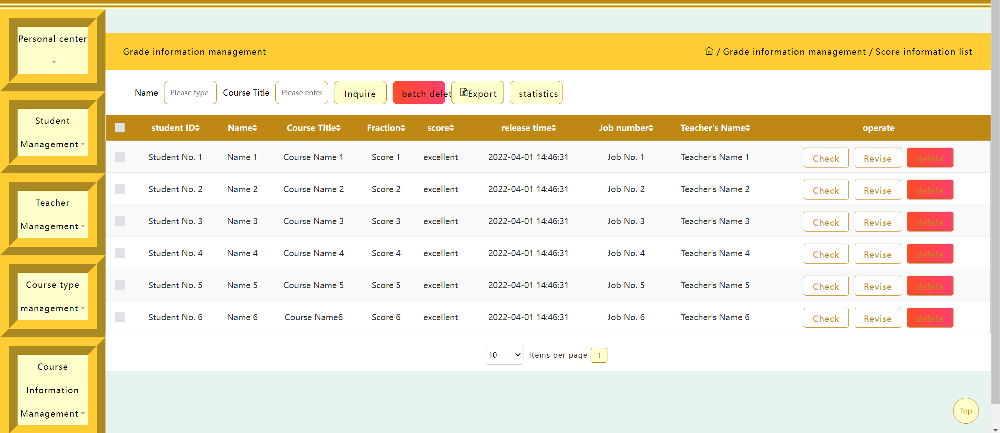 Personal center
Student
Management
Teacher
Management
Course type
management
Course
Information
Management
Grade information management
/ Grade information management / Score information list
Name Please type Course Title Please enter Inquire batch delet Export statistics
student ID Name Course Title Fraction score release time Job number Teacher's Name operate
Student No. 1 Name 1 Course Name 1 Score 1 excellent 2022-04-01 14:46:31 Job No. 1 Teacher's Name 1 Check Revise delete
Student No. 2 Name 2 Course Name 2 Score 2 excellent 2022-04-01 14:46:31 Job No. 2 Teacher's Name 2 Check Revise delete
Student No. 3 Name 3 Course Name 3 Score 3 excellent 2022-04-01 14:46:31 Job No. 3 Teacher's Name 3 Check Revise delete
Student No. 4 Name 4 Course Name 4 Score 4 excellent 2022-04-01 14:46:31 Job No. 4 Teacher's Name 4 Check Revise delete
Student No. 5 Name 5 Course Name 5 Score 5 excellent 2022-04-01 14:46:31 Job No. 5 Teacher's Name 5 Check Revise delete
Student No. 6 Name 6 Course Name6 Score 6 excellent 2022-04-01 14:46:31 Job No. 6 Teacher's Name 6 Check Revise delete
10 Items per page 1
Top